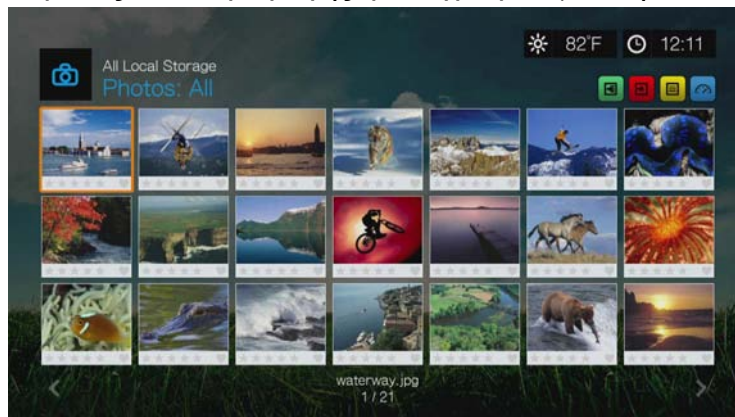 82°F 12:11
All Local Storage
Photos: All
waterway.jpg
1 / 21